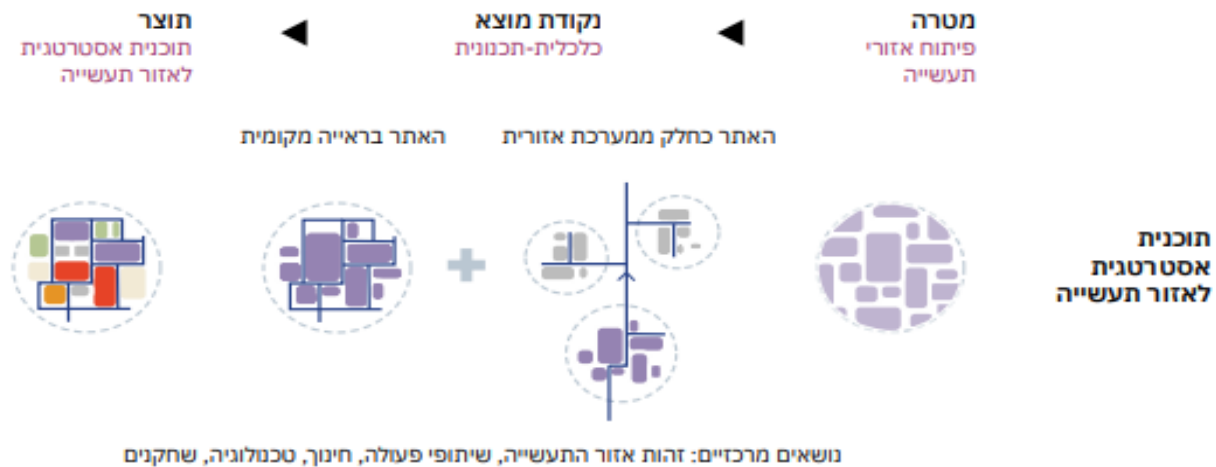 מטרה
פיתוח אזורי
תעשייה
נקודת מוצא
כלכלית-תכנונית
תוצר
תוכנית אסטרטגית
לאזור תעשייה
האתר כחלק ממערכת אזורית
האתר בראייה מקומית
תוכנית
אסטרטגית
לאזור תעשייה
נושאים מרכזיים: זהות אזור התעשייה, שיתופי פעולה, חינוך, טכנולוגיה, שחקנים